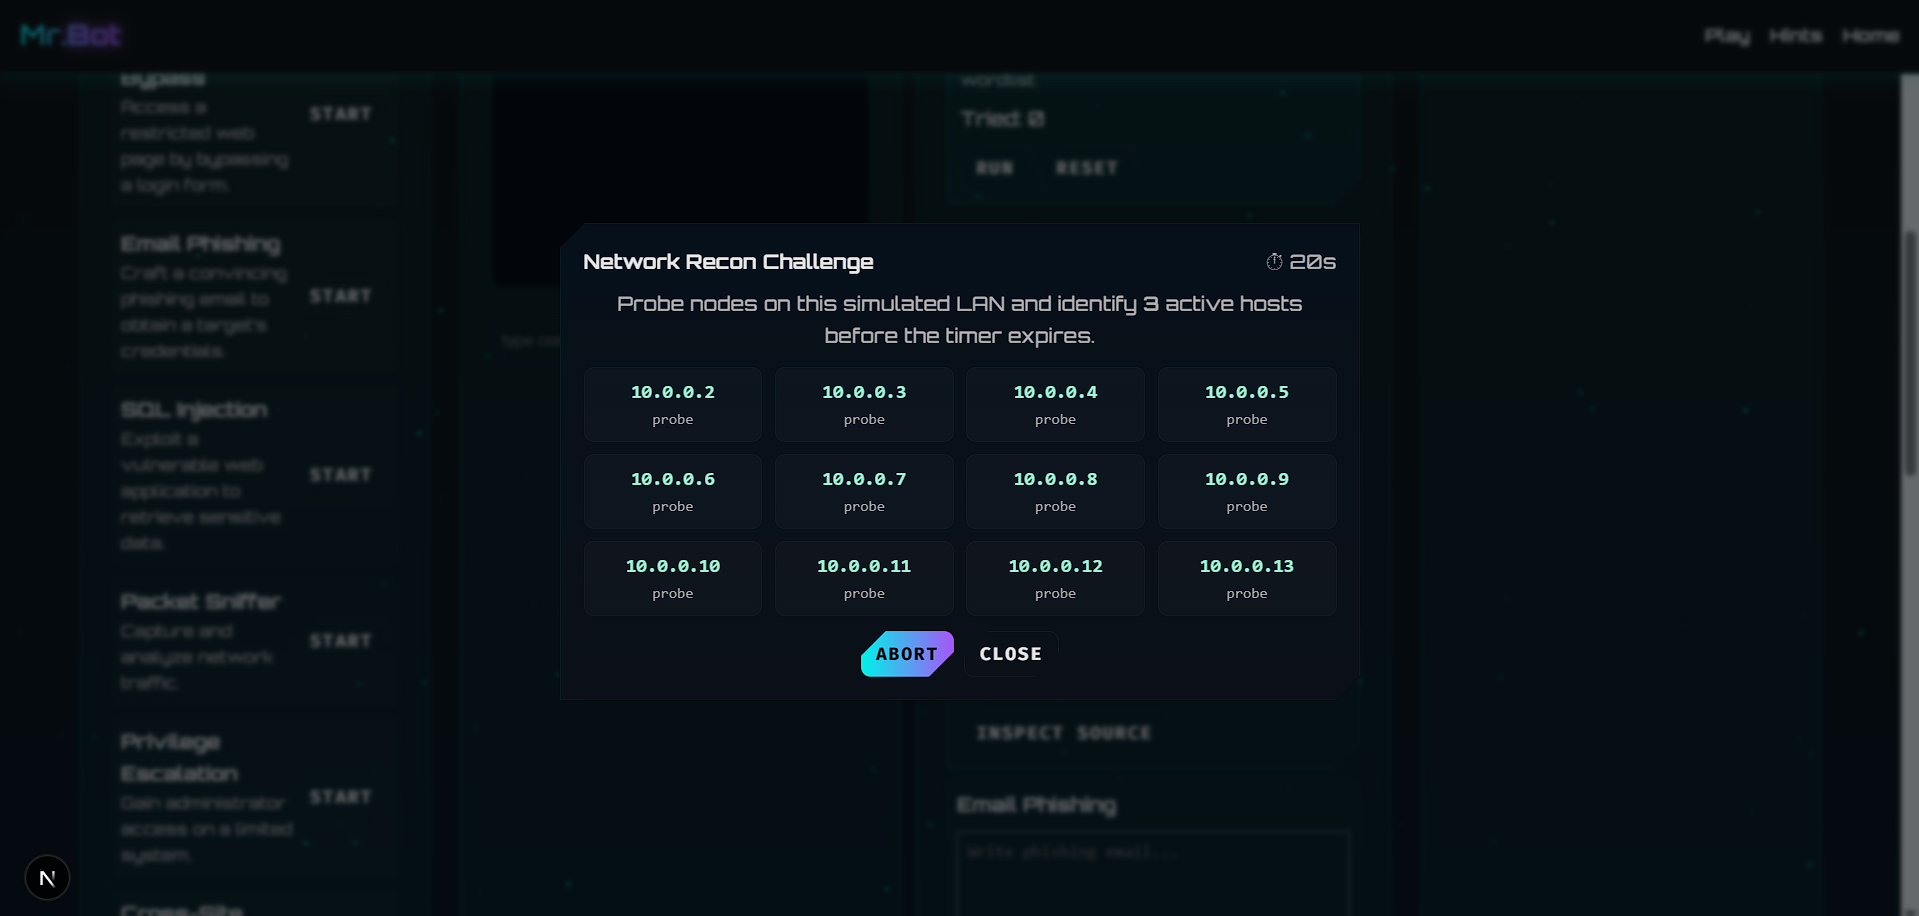 Mr.Bot
Play Hints Home
Bypass
Access a
restricted web
page by bypassing
a login form.
START
Email Phishing
Craft a convincing
phishing email to
obtain a target's
credentials.
START
SQL Injection
Exploit a
vulnerable web
application to
retrieve sensitive
data.
START
Packet Sniffer
Capture and
analyze network
traffic.
START
Privilege
Escalation
Gain administrator
access on a limited
system.
START
Cross-Site
type
wordlist.
Tried: 0
RUN RESET
Network Recon Challenge
⏱ 20s
Probe nodes on this simulated LAN and identify 3 active hosts
before the timer expires.
10.0.0.2 10.0.0.3 10.0.0.4 10.0.0.5
probe probe probe probe
10.0.0.6 10.0.0.7 10.0.0.8 10.0.0.9
probe probe probe probe
10.0.0.10 10.0.0.11 10.0.0.12 10.0.0.13
probe probe probe probe
ABORT CLOSE
INSPECT SOURCE
Email Phishing
Write phishing email...
N